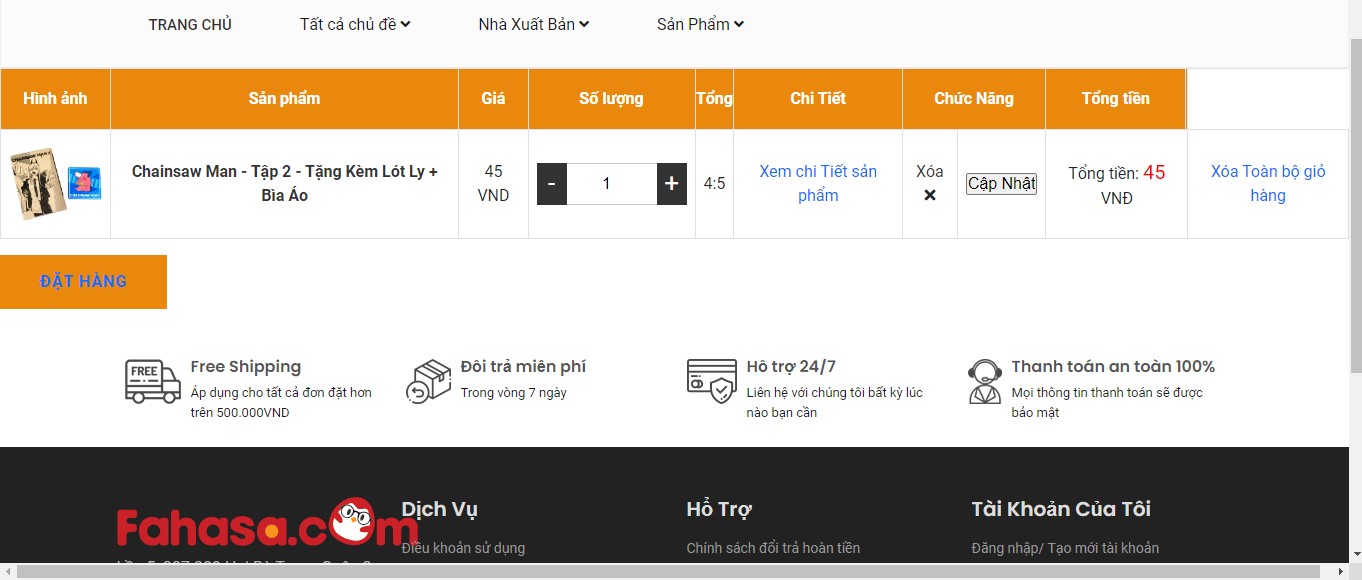 TRANG CHỦ Tất cả chủ đề Nhà Xuất Bản Sản Phẩm
Hình ảnh Sản phẩm Giá Số lượng Tổng Chi Tiết Chức Năng Tổng tiền
Chainsaw Man - Tập 2 - Tặng Kèm Lót Ly +
Bìa Áo
45
VND
- 1 +
4:5
Xem chi Tiết sản
phẩm
Xóa
Cập Nhật
Tổng tiền: 45
VNĐ
Xóa Toàn bộ giỏ
hàng
ĐẶT HÀNG
FREE
Free Shipping
Áp dụng cho tất cả đơn đặt hơn
trên 500.000VND
Đôi trả miên phí
Trong vòng 7 ngày
Hô trợ 24/7
Liên hệ với chúng tôi bất kỳ lúc
nào bạn cần
Thanh toán an toàn 100%
Mọi thông tin thanh toán sẽ được
bảo mật
Fahasa.com
Dịch Vụ
Điều khoản sử dụng
Hổ Trợ
Chính sách đổi trả hoàn tiền
Tài Khoản Của Tôi
Đăng nhập/ Tạo mới tài khoản